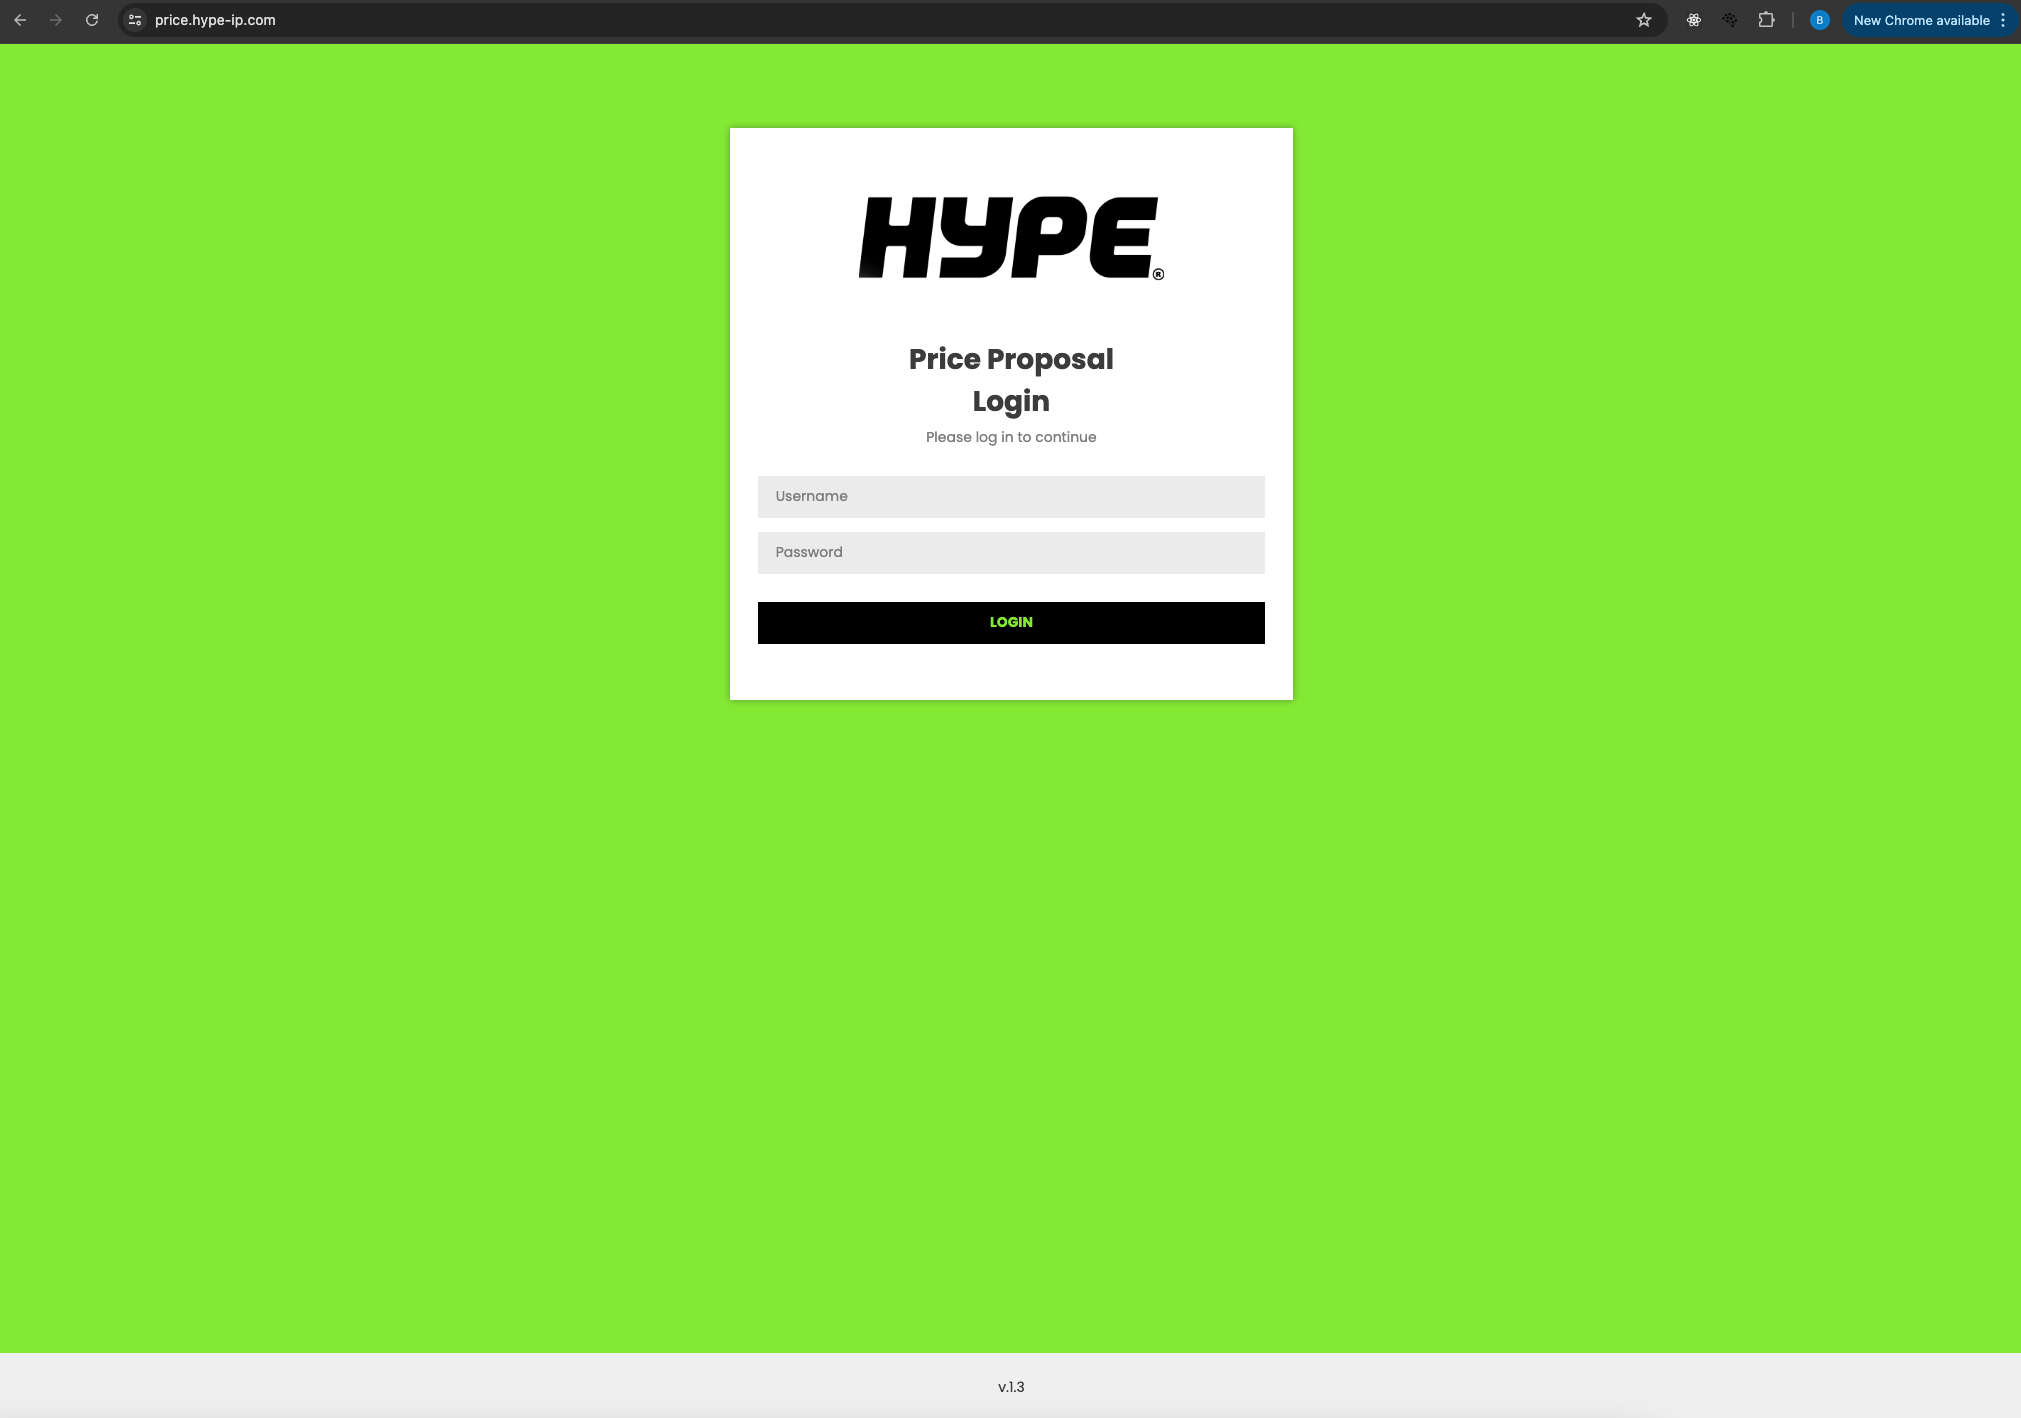 price.hype-ip.com
B
New Chrome available
HYPE®
Price Proposal
Login
Please log in to continue
Username
Password
LOGIN
v.1.3